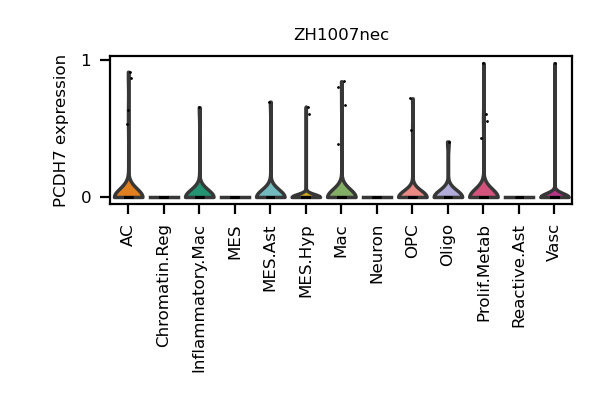 ZH1007nec
PCDH7 expression
1
0
AC
Chromatin.Reg
Inflammatory.Mac
MES
MES.Ast
MES.Hyp
Mac
Neuron
OPC
Oligo
Prolif.Metab
Reactive.Ast
Vasc